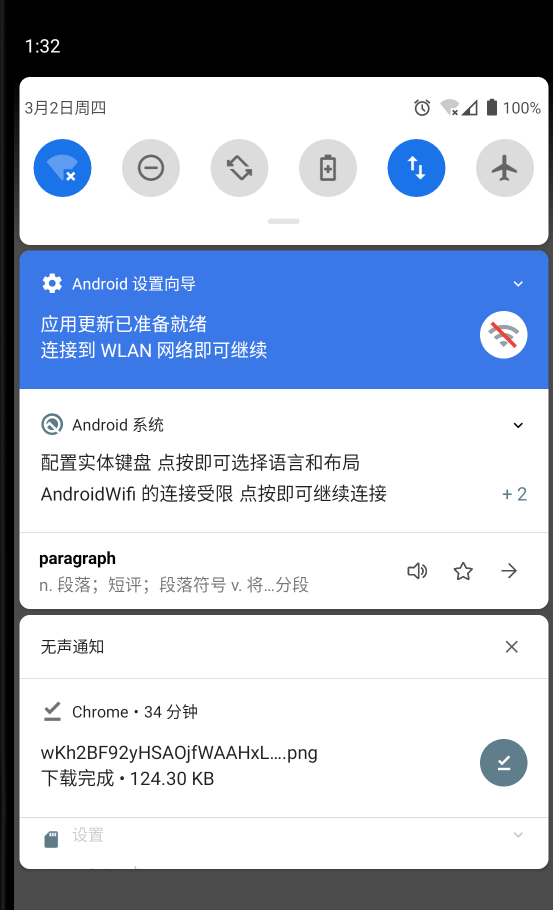 1:32
3月2日周四
100%
Android 设置向导
应用更新已准备就绪
连接到 WLAN 网络即可继续
Android 系统
配置实体键盘 点按即可选择语言和布局
AndroidWifi 的连接受限 点按即可继续连接
+ 2
paragraph
n. 段落；短评；段落符号 v. 将...分段
无声通知
Chrome • 34 分钟
wKh2BF92yHSAOjfWAAHxL....png
下载完成 • 124.30 KB
设置